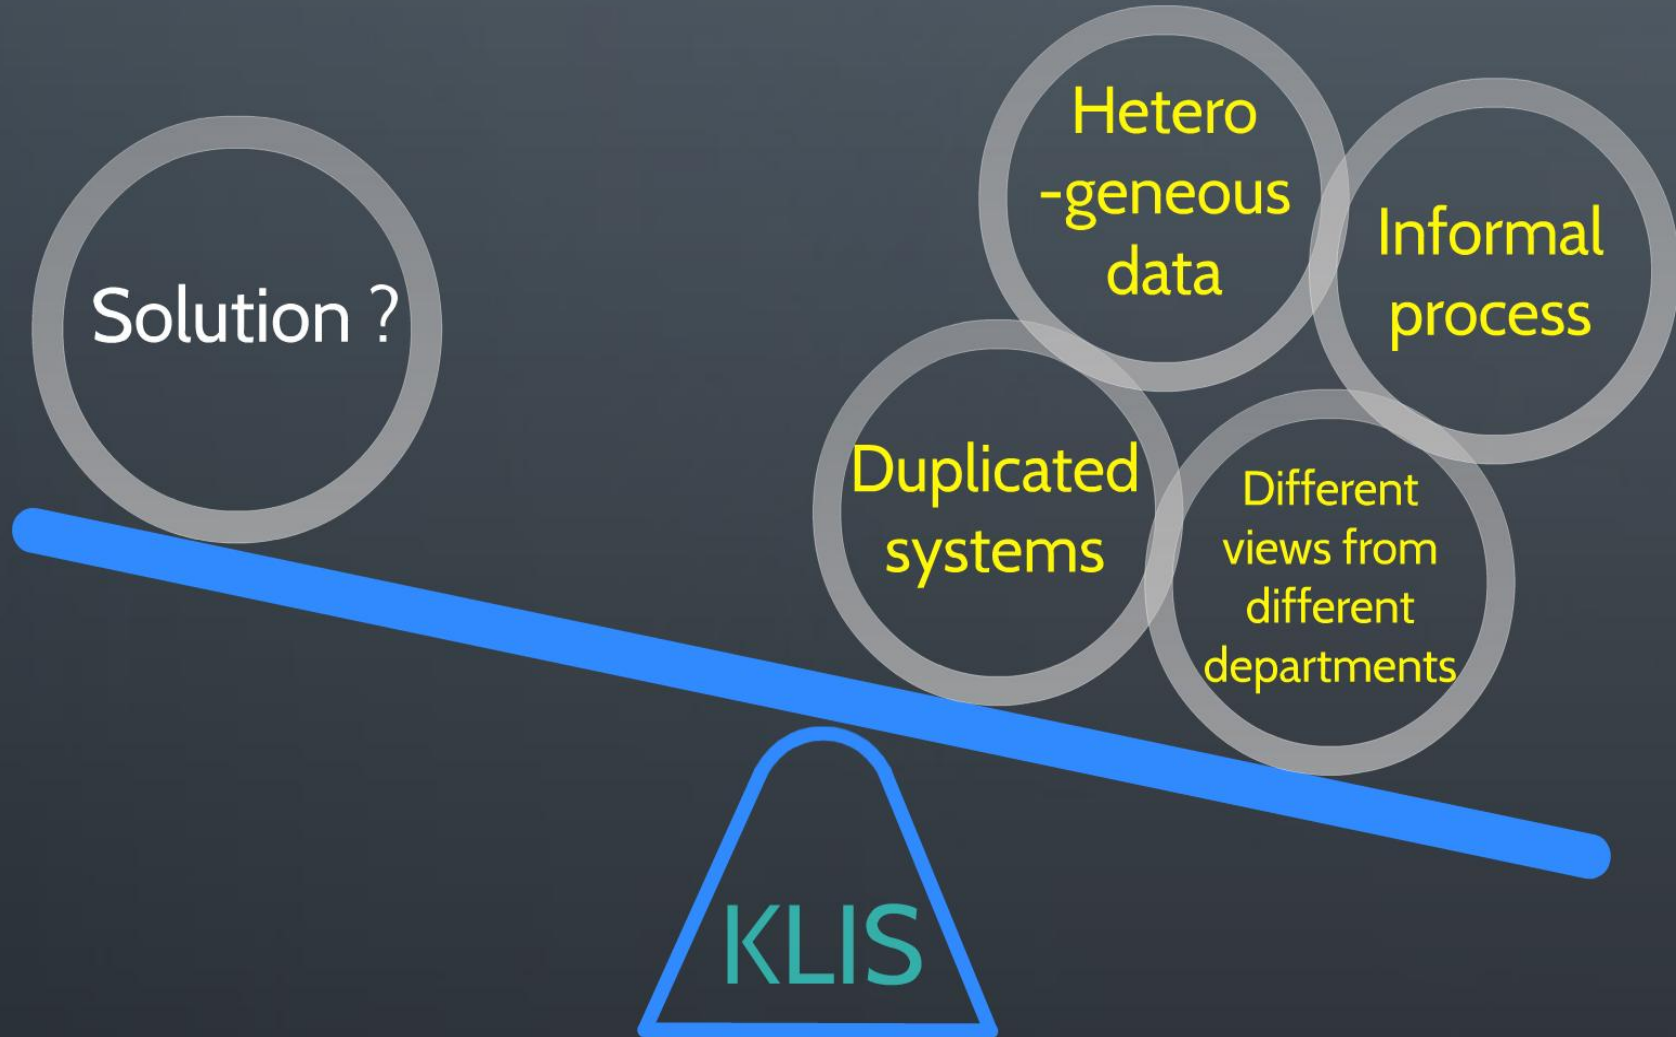 Solution ?
Hetero
-geneous
data
Informal
process
Duplicated
systems
Different
views from
different
departments
KLIS